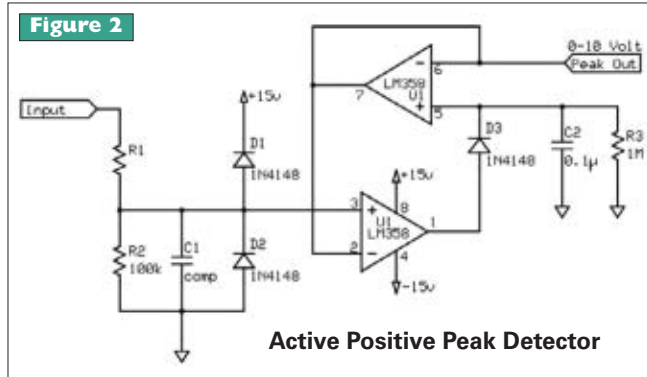 Figure 2
Input
R1
R2
100k
C1
comp
+15v
D1
1N4148
D2
1N4148
7
LM358
U1
-
6
+
5
0-10 Volt
Peak Out
D3
1N4148
C2
0.1µ
R3
1M
+15v
3
+
8
U1
LM358
1
2
-
4
-15v
Active Positive Peak Detector